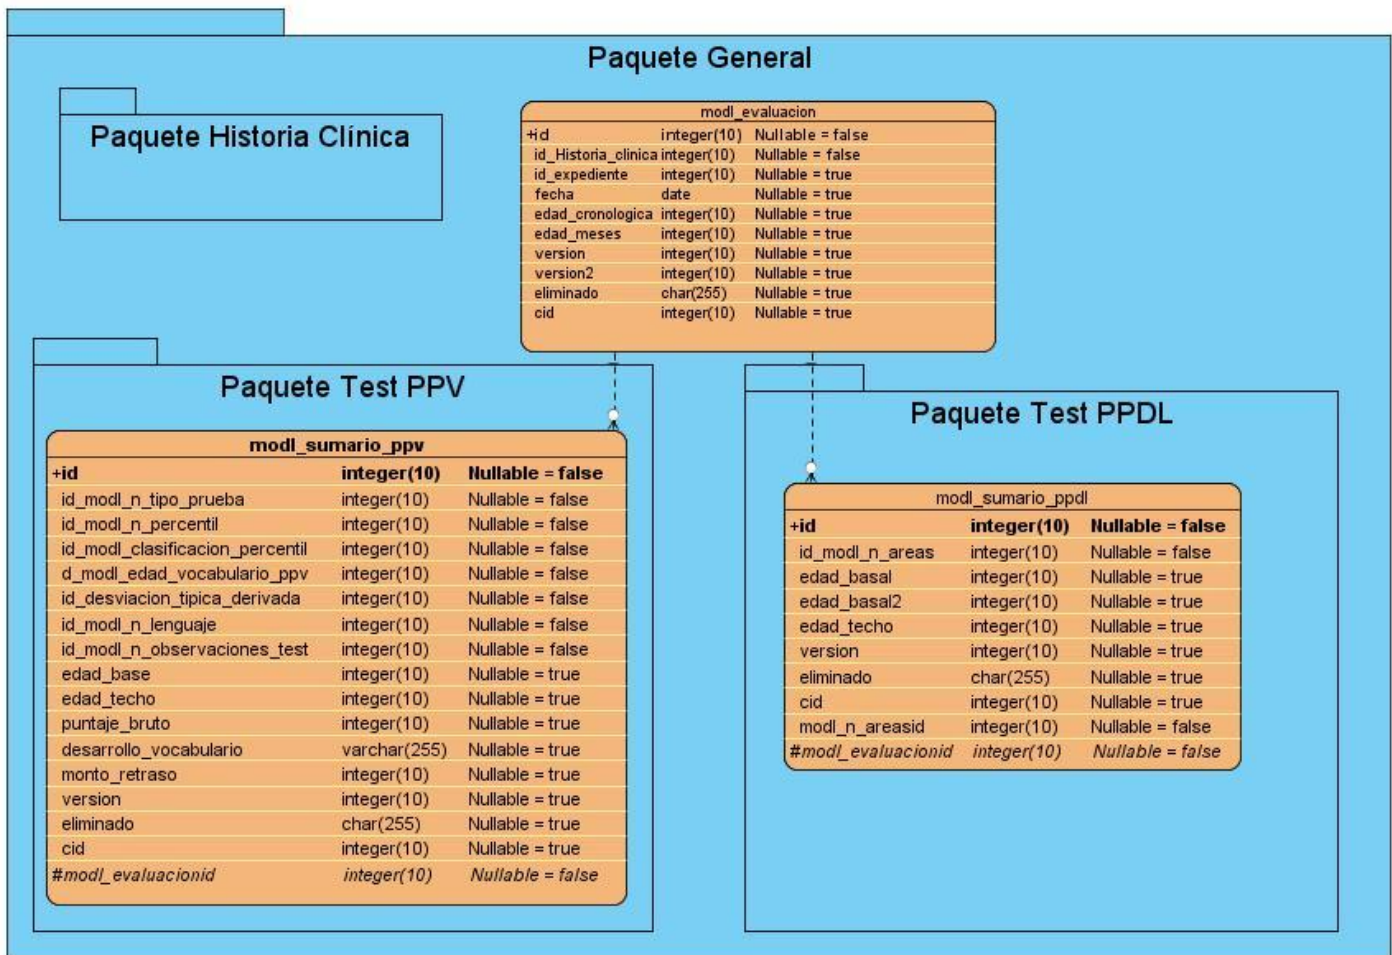 Paquete General
Paquete Historia Clínica
modl_evaluacion
+id integer(10) Nullable = false
id_Historia_clinica integer(10) Nullable = false
id_expediente integer(10) Nullable = true
fecha date Nullable = true
edad_cronologica integer(10) Nullable = true
edad_meses integer(10) Nullable = true
version integer(10) Nullable = true
version2 integer(10) Nullable = true
eliminado char(255) Nullable = true
cid integer(10) Nullable = true
Paquete Test PPV
modl_sumario_ppv
+id integer(10) Nullable = false
id_modl_n_tipo_prueba integer(10) Nullable = false
id_modl_n_percentil integer(10) Nullable = false
id_modl_clasificacion_percentil integer(10) Nullable = false
d_modl_edad_vocabulario_ppv integer(10) Nullable = false
id_desviacion_tipica_derivada integer(10) Nullable = false
id_modl_n_lenguaje integer(10) Nullable = false
id_modl_n_observaciones_test integer(10) Nullable = false
edad_base integer(10) Nullable = true
edad_techo integer(10) Nullable = true
puntaje_bruto integer(10) Nullable = true
desarrollo_vocabulario varchar(255) Nullable = true
monto_retraso integer(10) Nullable = true
version integer(10) Nullable = true
eliminado char(255) Nullable = true
cid integer(10) Nullable = true
#modl_evaluacionid integer(10) Nullable = false
Paquete Test PPDL
modl_sumario_ppdl
+id integer(10) Nullable = false
id_modl_n_areas integer(10) Nullable = false
edad_basal integer(10) Nullable = true
edad_basal2 integer(10) Nullable = true
edad_techo integer(10) Nullable = true
version integer(10) Nullable = true
eliminado char(255) Nullable = true
cid integer(10) Nullable = true
modl_n_areasid integer(10) Nullable = false
#modl_evaluacionid integer(10) Nullable = false